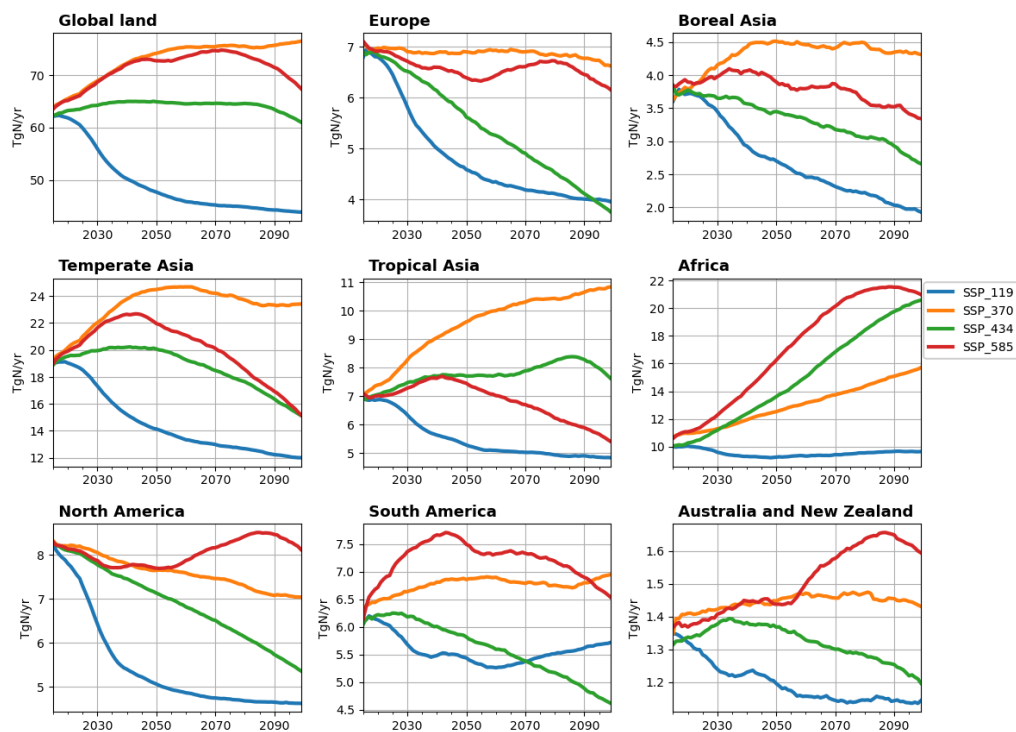 Global land
Europe
Boreal Asia
TgN/yr
70
60
50
2030 2050 2070 2090
TgN/yr
7
6
5
4
2030 2050 2070 2090
TgN/yr
4.5
4.0
3.5
3.0
2.5
2.0
2030 2050 2070 2090
Temperate Asia
Tropical Asia
Africa
TgN/yr
24
22
20
18
16
14
12
2030 2050 2070 2090
TgN/yr
11
10
9
8
7
6
5
2030 2050 2070 2090
TgN/yr
22
20
18
16
14
12
10
2030 2050 2070 2090
SSP_119
SSP_370
SSP_434
SSP_585
North America
South America
Australia and New Zealand
TgN/yr
8
7
6
5
2030 2050 2070 2090
TgN/yr
7.5
7.0
6.5
6.0
5.5
5.0
4.5
2030 2050 2070 2090
TgN/yr
1.6
1.5
1.4
1.3
1.2
2030 2050 2070 2090